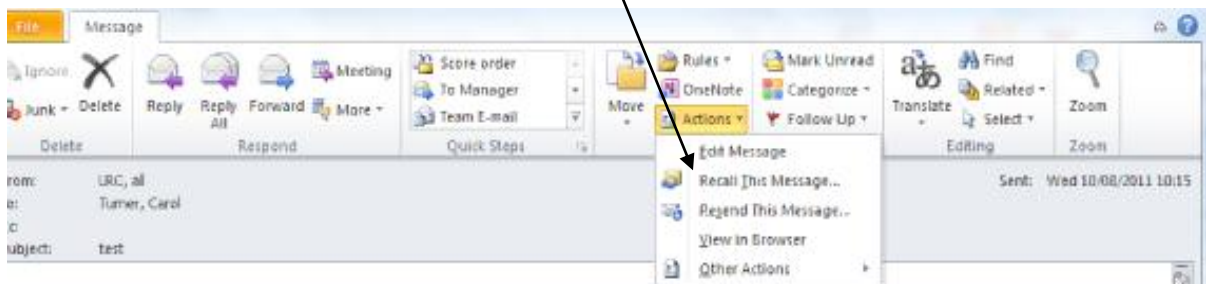 File Message
Ignore
Junk
Delete
Reply
Reply All
Forward
Meeting
More
Score order
To Manager
Team E-mail
Move
Rules
OneNote
Actions
Mark Unread
Categorize
Follow Up
Translate
Find
Related
Select
Zoom
Delete Respond Quick Steps Editing Zoom
Edit Message
Recall This Message...
Resend This Message...
View in Browser
Other Actions
rom: LRC, all
o: Turner, Carol
c:
ubject: test
Sent: Wed 10/08/2011 10:15